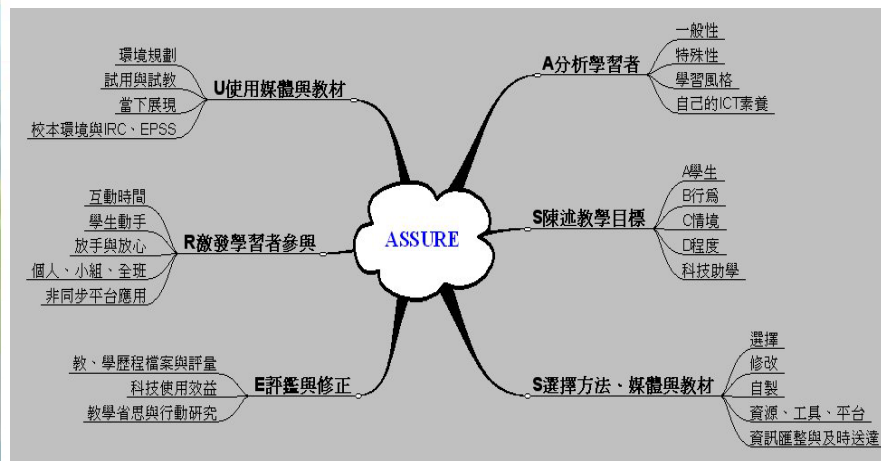 ASSURE
A分析學習者
一般性
特殊性
學習風格
自己的ICT素養
S陳述教學目標
A學生
B行為
C情境
D程度
科技助學
S選擇方法、媒體與教材
選擇
修改
自製
資源、工具、平台
資訊匯整與及時送達
U使用媒體與教材
環境規劃
試用與試教
當下展現
校本環境與IRC、EPSS
R激發學習者參與
互動時間
學生動手
放手與放心
個人、小組、全班
非同步平台應用
E評鑑與修正
教、學歷程檔案與評量
科技使用效益
教學省思與行動研究